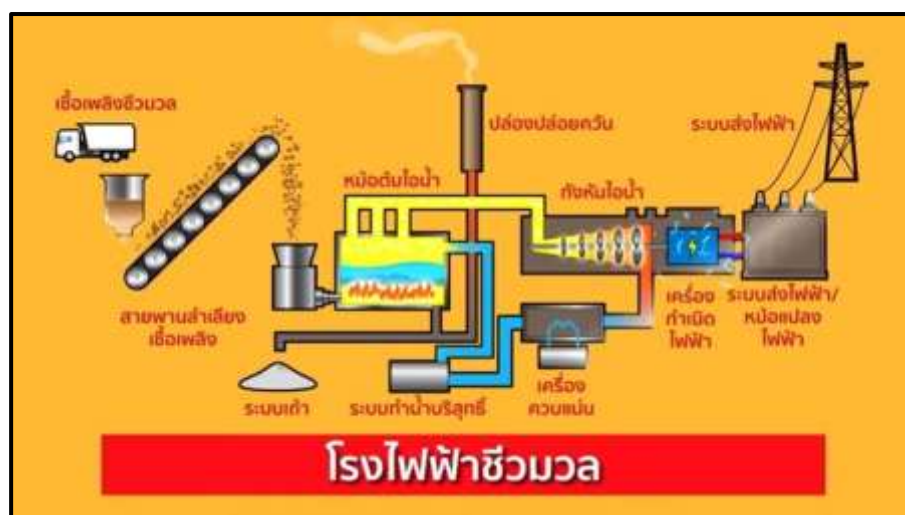 เชื้อเพลิงชีวมวล
ปล่องปล่อยควัน
ระบบส่งไฟฟ้า
หม้อต้มไอน้ำ
กังหันไอน้ำ
สายพานลำเลียง
เชื้อเพลิง
เครื่อง
กำเนิด
ไฟฟ้า
ระบบส่งไฟฟ้า/
หม้อแปลง
ไฟฟ้า
ระบบเถ้า
ระบบทำน้ำบริสุทธิ์
เครื่อง
ควบแน่น
โรงไฟฟ้าชีวมวล